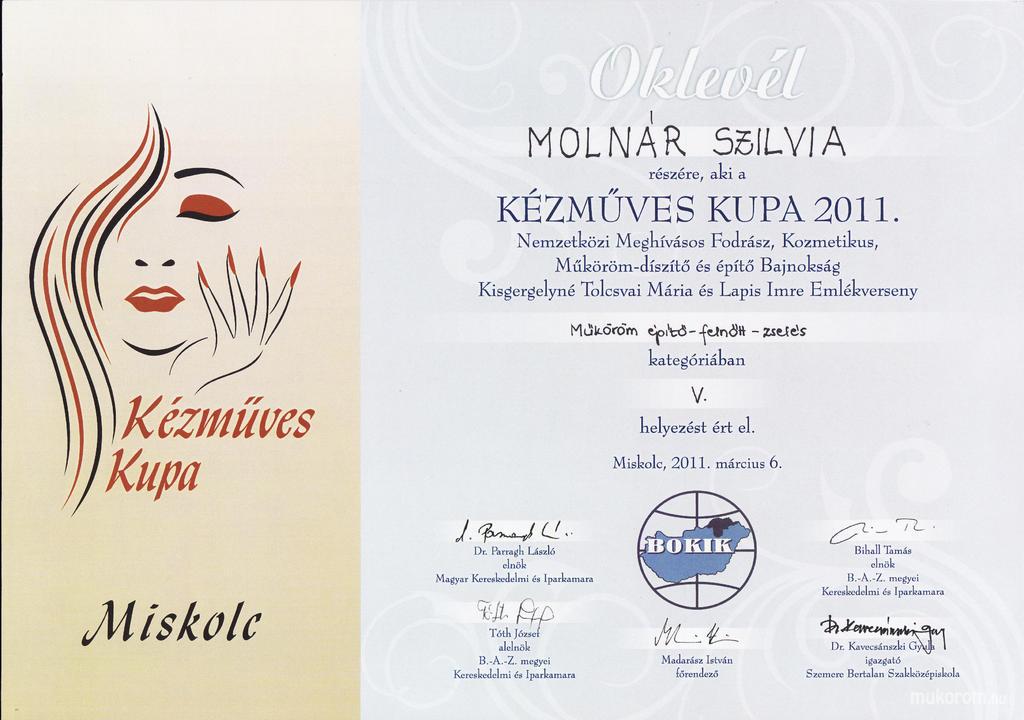 Kézműves
Kupa
Miskolc
Oklevél
MOLNÁR SZILVIA
részére, aki a
KÉZMŰVES KUPA 2011.
Nemzetközi Meghívásos Fodrász, Kozmetikus,
Műköröm-díszítő és építő Bajnokság
Kisgergelyné Tolcsvai Mária és Lapis Imre Emlékverseny
Műköröm építő-felnőtt-zselés
kategóriában
V.
helyezést ért el.
Miskolc, 2011. március 6.
BOKIK
Dr. Parragh László
elnök
Magyar Kereskedelmi és Iparkamara
Bihall Tamás
elnök
B.-A.-Z. megyei
Kereskedelmi és Iparkamara
Tóth József
alelnök
B.-A.-Z. megyei
Kereskedelmi és Iparkamara
Madarász István
főrendező
Dr. Kavecsánszki Gyula
igazgató
Szemere Bertalan Szakközépiskola
mukorom.hu